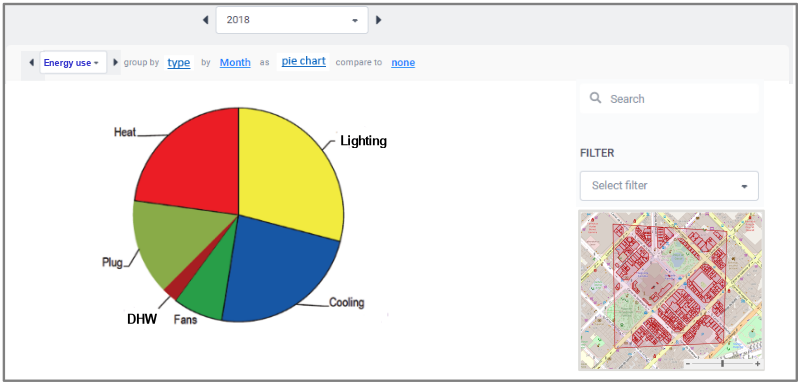 2018
Energy use group by type by Month as pie chart compare to none
Search
Heat
Lighting
FILTER
Select filter
Plug
Cooling
DHW
Fans